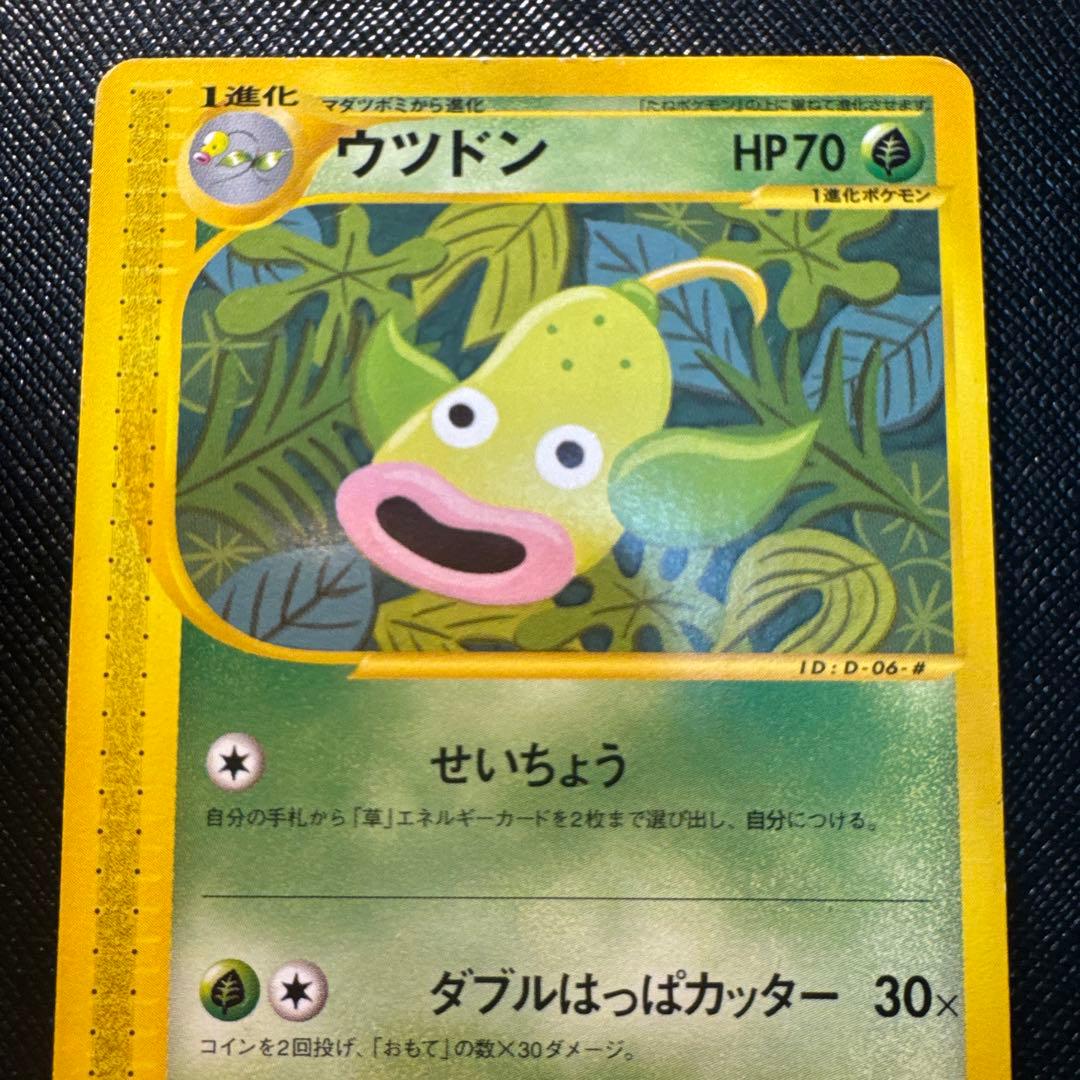 1進化
マダツボミから進化
「たねポケモン」の上に重ねて進化させます。
ウツドン HP70
1進化ポケモン
ID:D-06-#
せいちょう
自分の手札から「草」エネルギーカードを2枚まで選び出し、自分につける。
ダブルはっぱカッター 30×
コインを2回投げ、「おもて」の数×30ダメージ。